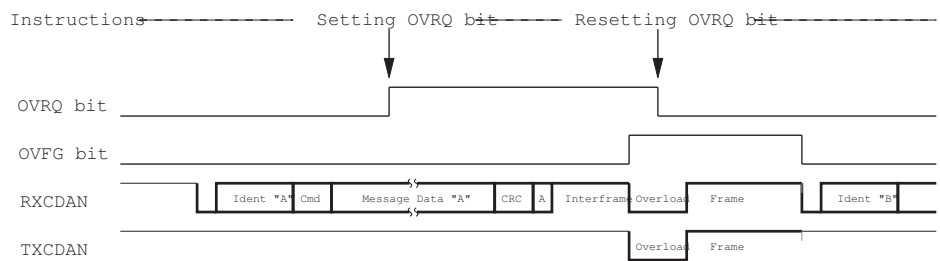 Instructions Setting OVRQ bit Resetting OVRQ bit
OVRQ bit
OVFG bit
RXCDAN Ident "A" Cmd Message Data "A" CRC A Interframe Overload Frame Ident "B"
TXCDAN Overload Frame